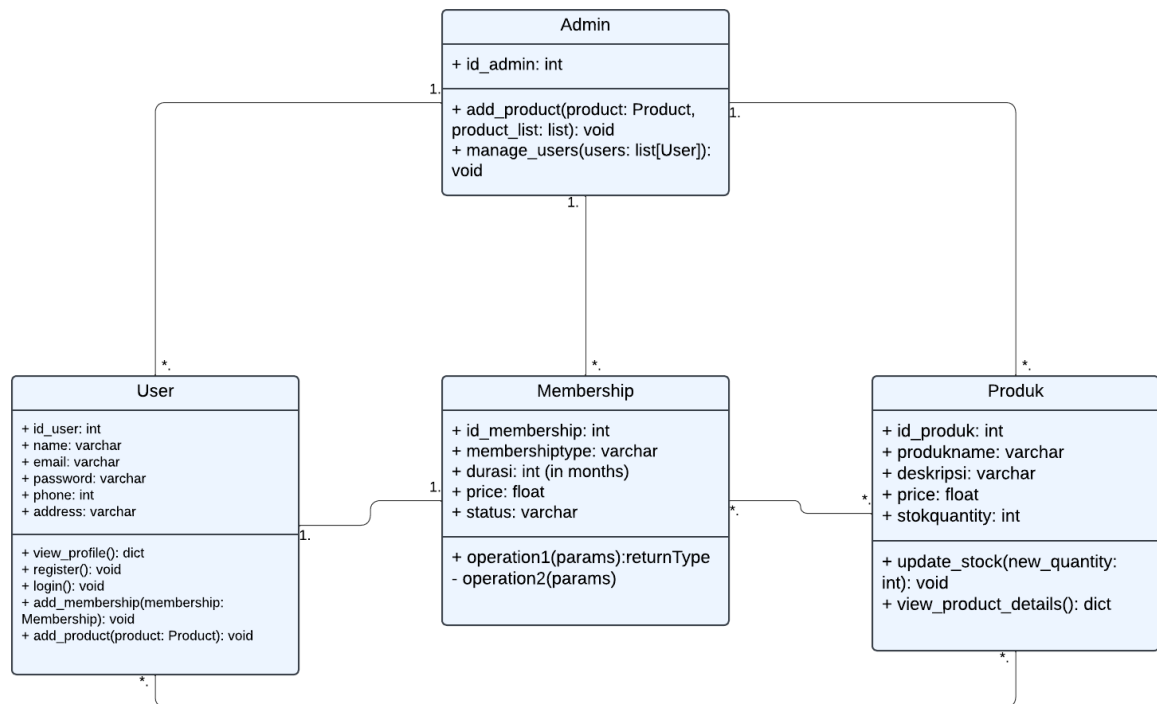 Admin
+ id_admin: int
+ add_product(product: Product,
product_list: list): void
+ manage_users(users: list[User]):
void
1.
1.
1.
*.
*.
*.
User
+ id_user: int
+ name: varchar
+ email: varchar
+ password: varchar
+ phone: int
+ address: varchar
+ view_profile(): dict
+ register(): void
+ login(): void
+ add_membership(membership:
Membership): void
+ add_product(product: Product): void
1.
1.
*.
Membership
+ id_membership: int
+ membershiptype: varchar
+ durasi: int (in months)
+ price: float
+ status: varchar
+ operation1(params):returnType
- operation2(params)
*.
*.
Produk
+ id_produk: int
+ produkname: varchar
+ deskripsi: varchar
+ price: float
+ stokquantity: int
+ update_stock(new_quantity:
int): void
+ view_product_details(): dict
*.